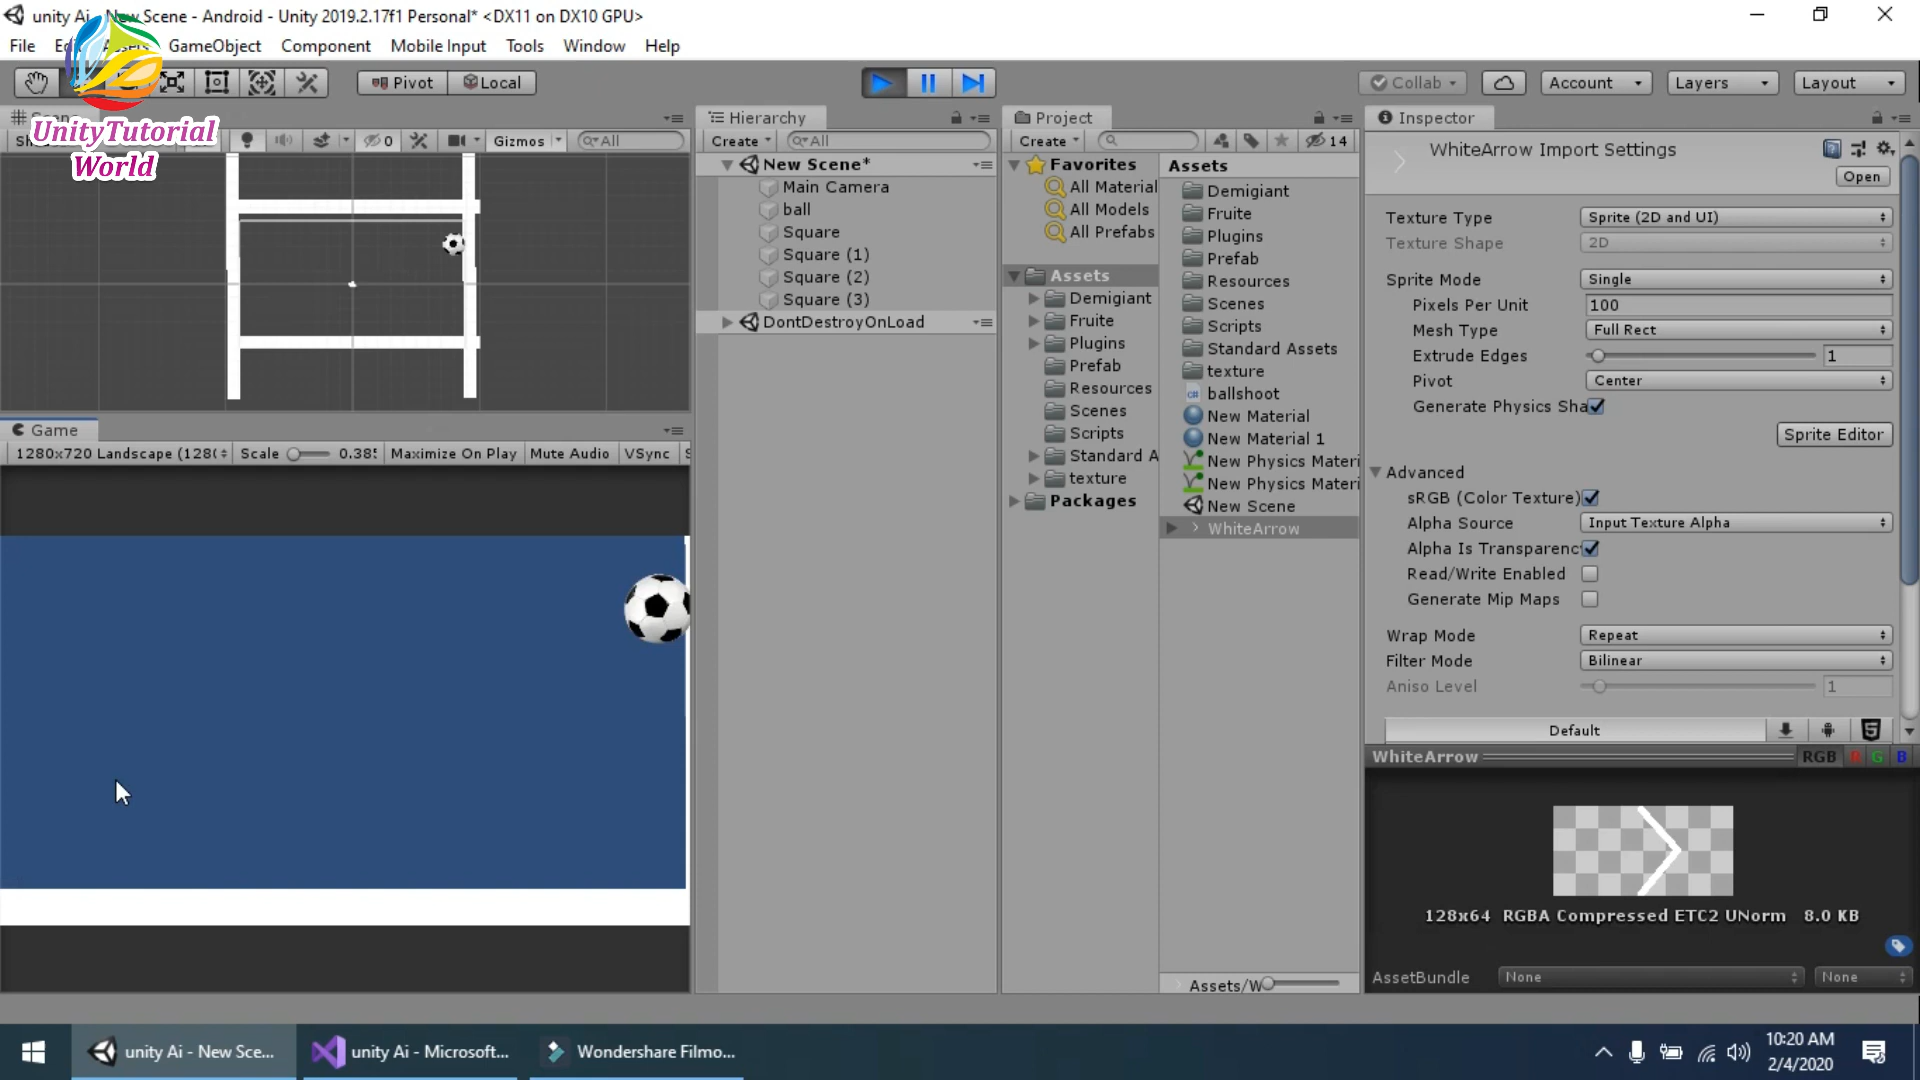 unity Ai - New Scene - Android - Unity 2019.2.17f1 Personal* <DX11 on DX10 GPU>
File Assets GameObject Component Mobile Input Tools Window Help
Pivot Local
Collab Account Layers Layout
UnityTutorial
World
Gizmos All
0
Hierarchy
Create All
New Scene*
Main Camera
ball
Square
Square (1)
Square (2)
Square (3)
DontDestroyOnLoad
Project
Create 14
Favorites
All Material
All Models
All Prefabs
Assets
Demigiant
Fruite
Plugins
Prefab
Resources
Scenes
Scripts
Standard A
texture
Packages
Assets
Demigiant
Fruite
Plugins
Prefab
Resources
Scenes
Scripts
Standard Assets
texture
ballshoot
New Material
New Material 1
New Physics Materi
New Physics Materi
New Scene
WhiteArrow
Assets/W
Game
1280x720 Landscape (128( Scale 0.385 Maximize On Play Mute Audio VSync S
Inspector
WhiteArrow Import Settings
Open
Texture Type Sprite (2D and UI)
Texture Shape 2D
Sprite Mode Single
Pixels Per Unit 100
Mesh Type Full Rect
Extrude Edges 1
Pivot Center
Generate Physics Sha
Sprite Editor
Advanced
sRGB (Color Texture)
Alpha Source Input Texture Alpha
Alpha Is Transparenc
Read/Write Enabled
Generate Mip Maps
Wrap Mode Repeat
Filter Mode Bilinear
Aniso Level 1
Default
WhiteArrow RGB R G B
128x64 RGBA Compressed ETC2 UNorm 8.0 KB
AssetBundle None None
unity Ai - New Sce... unity Ai - Microsoft... Wondershare Filmo...
10:20 AM
2/4/2020